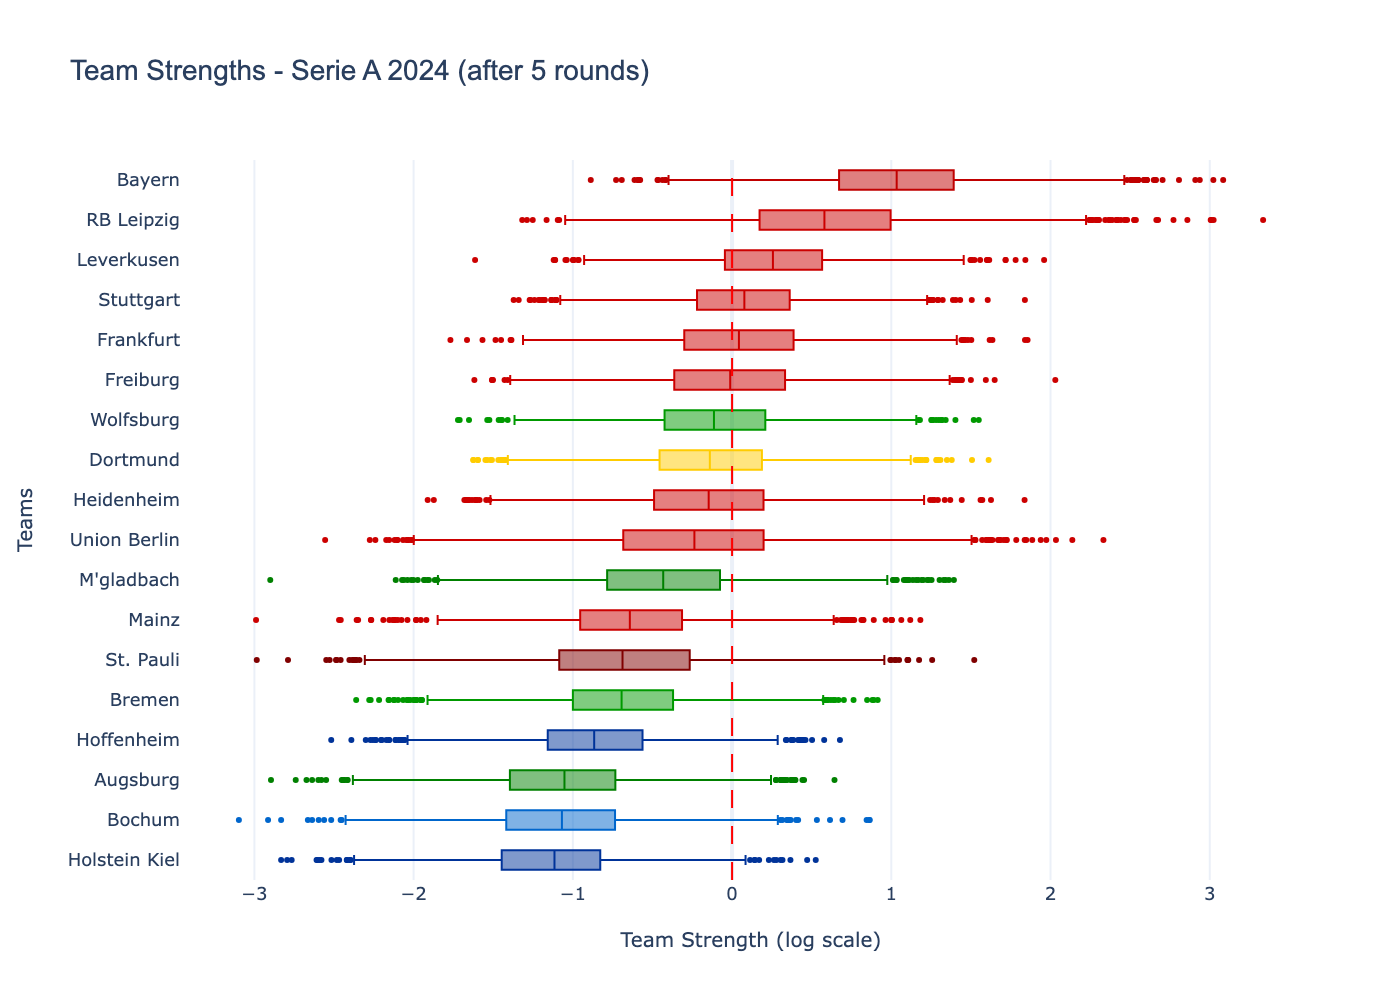 Team Strengths - Serie A 2024 (after 5 rounds)
Bayern
RB Leipzig
Leverkusen
Stuttgart
Frankfurt
Freiburg
Wolfsburg
Dortmund
Heidenheim
Union Berlin
M'gladbach
Mainz
St. Pauli
Bremen
Hoffenheim
Augsburg
Bochum
Holstein Kiel
Teams
−3 −2 −1 0 1 2 3
Team Strength (log scale)